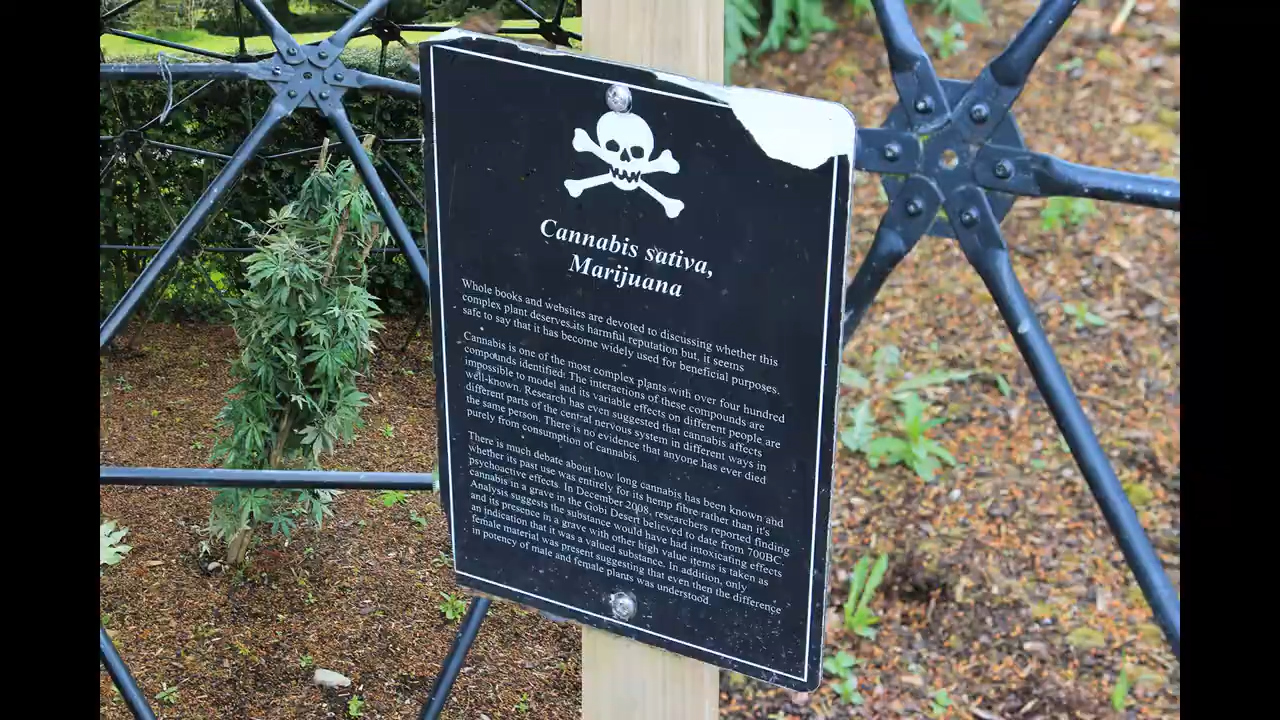 Cannabis sativa,
Marijuana
Whole books and websites are devoted to discussing whether this
complex plant deserves its harmful reputation but, it seems
safe to say that it has become widely used for beneficial purposes.
Cannabis is one of the most complex plants with over four hundred
compounds identified. The interactions of these compounds are
impossible to model and its variable effects on different people are
well-known. Research has even suggested that cannabis affects
different parts of the central nervous system in different ways in
the same person. There is no evidence that anyone has ever died
purely from consumption of cannabis.
There is much debate about how long cannabis has been known and
whether its past use was entirely for its hemp fibre rather than it's
psychoactive effects. In December 2008, researchers reported finding
cannabis in a grave in the Gobi Desert believed to date from 700BC.
Analysis suggests the substance would have had intoxicating effects
and its presence in a grave with other high value items is taken as
an indication that it was a valued substance. In addition, only
female material was present suggesting that even then the difference
in potency of male and female plants was understood.